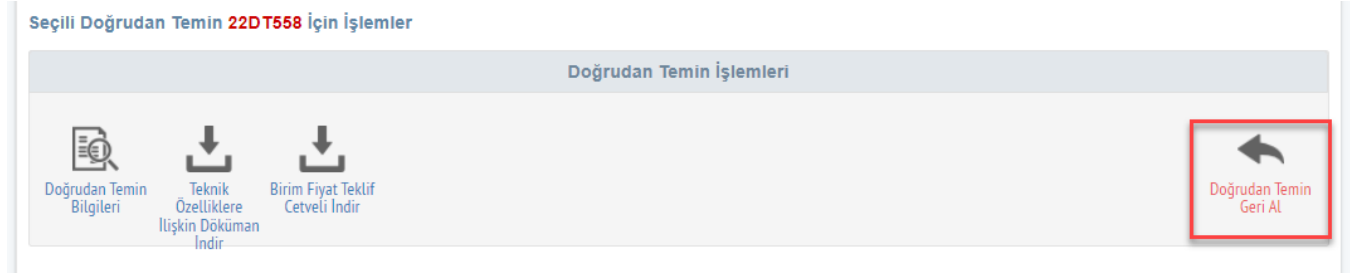 Seçili Doğrudan Temin 22DT558 İçin İşlemler
Doğrudan Temin İşlemleri
Doğrudan Temin
Bilgileri
Teknik
Özelliklere
İlişkin Döküman
İndir
Birim Fiyat Teklif
Cetveli İndir
Doğrudan Temin
Geri Al